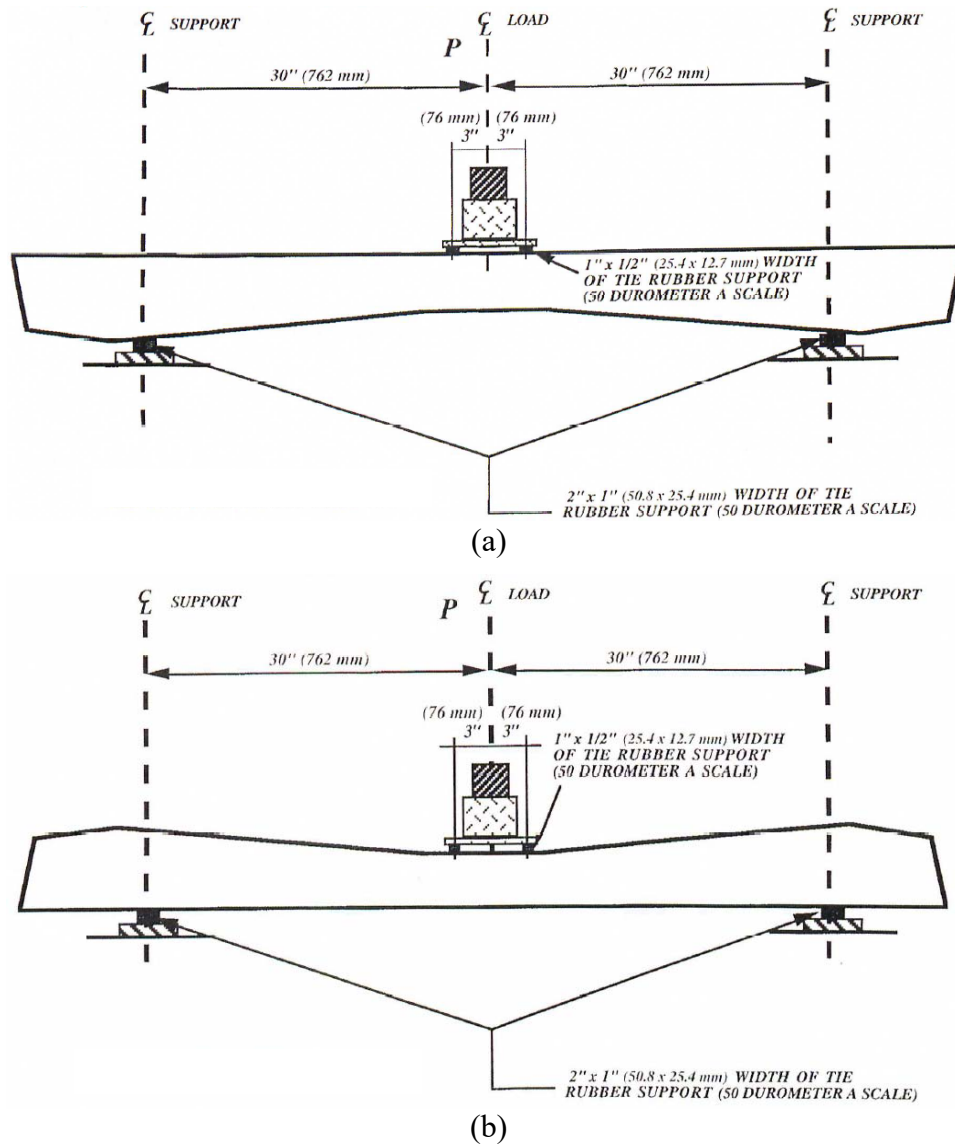 ℄ SUPPORT
℄ LOAD
℄ SUPPORT
P
30" (762 mm)
30" (762 mm)
(76 mm) (76 mm)
3" 3"
1" x 1/2" (25.4 x 12.7 mm) WIDTH
OF TIE RUBBER SUPPORT
(50 DUROMETER A SCALE)
2" x 1" (50.8 x 25.4 mm) WIDTH OF TIE
RUBBER SUPPORT (50 DUROMETER A SCALE)
(a)
℄ SUPPORT
℄ LOAD
℄ SUPPORT
P
30" (762 mm)
30" (762 mm)
(76 mm) (76 mm)
3" 3"
1" x 1/2" (25.4 x 12.7 mm) WIDTH
OF TIE RUBBER SUPPORT
(50 DUROMETER A SCALE)
2" x 1" (50.8 x 25.4 mm) WIDTH OF TIE
RUBBER SUPPORT (50 DUROMETER A SCALE)
(b)